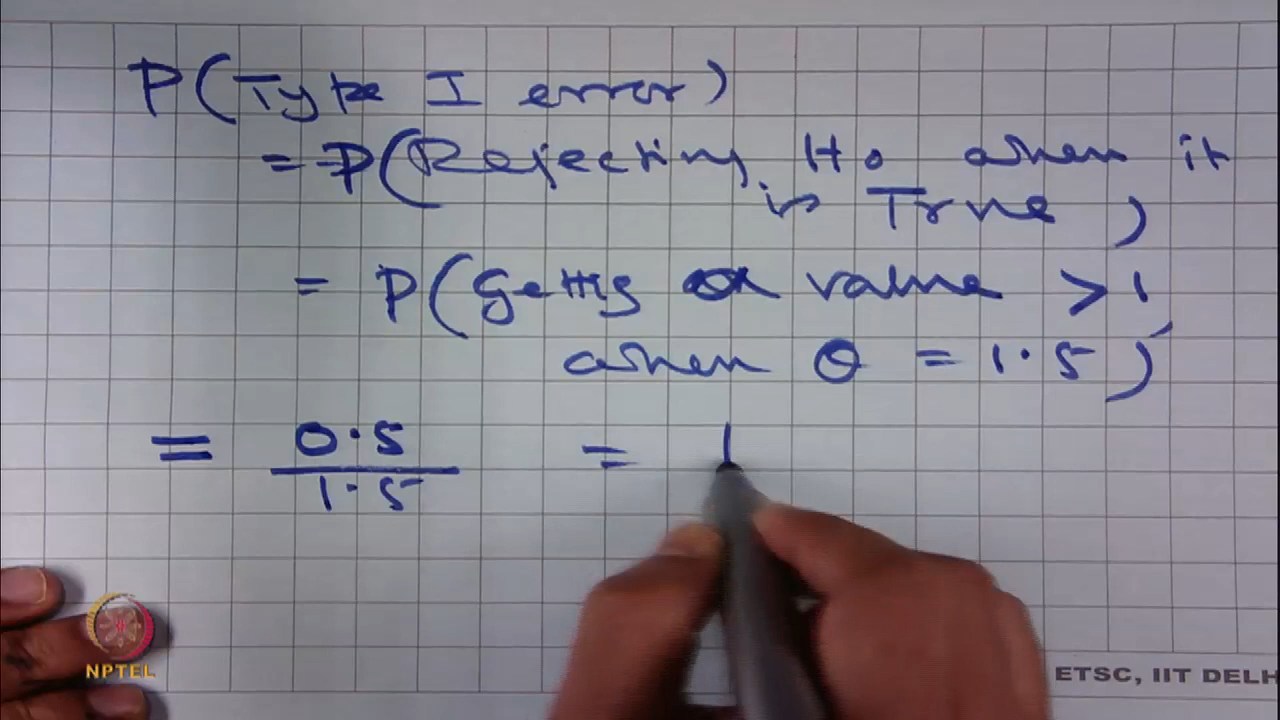 P(Type I error)
= P(Rejecting H0 when it
is True)
= P(Getting a value > 1
when θ = 1.5)
= 0.5 / 1.5 = 1
NPTEL
ETSC, IIT DELH